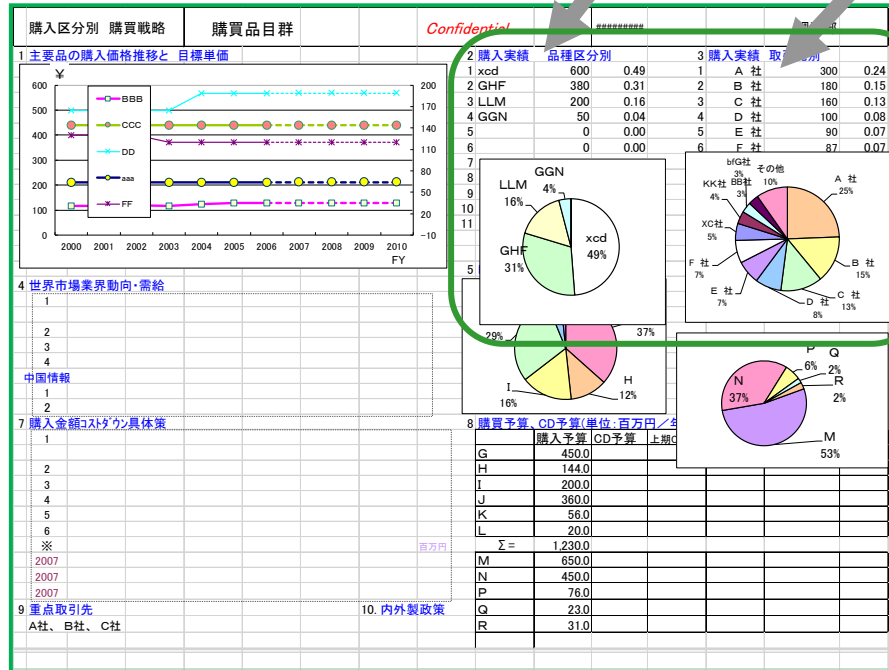 購入区分別 購買戦略 購買品目群 Confidential #########
1 主要品の購入価格推移と 目標単価
¥
600
500
400
300
200
100
0
200
170
140
110
80
50
20
-10
BBB
CCC
DD
aaa
FF
2000 2001 2002 2003 2004 2005 2006 2007 2008 2009 2010
FY
2 購入実績 品種区分別
1 xcd 600 0.49
2 GHF 380 0.31
3 LLM 200 0.16
4 GGN 50 0.04
5 0 0.00
6 0 0.00
7
8
9
10
11
3 購入実績
1 A 社 300 0.24
2 B 社 180 0.15
3 C 社 160 0.13
4 D 社 100 0.08
5 E 社 90 0.07
6 F 社 87 0.07
GGN
4%
LLM
16%
GHF
31%
xcd
49%
bfG社
3%
その他
10%
KK社
4%
BB社
3%
XC社
5%
F 社
7%
E 社
7%
D 社
8%
C 社
13%
B 社
15%
A 社
25%
4 世界市場業界動向・需給
1
2
3
4
中国情報
1
2
5
29%
37%
I
16%
H
12%
P
6%
Q
2%
R
2%
N
37%
M
53%
7 購入金額コストダウン具体策
1
2
3
4
5
6
※ 百万円
2007
2007
2007
8 購買予算、CD予算(単位:百万円/
購入予算 CD予算
G 450.0
H 144.0
I 200.0
J 360.0
K 56.0
L 20.0
Σ= 1,230.0
M 650.0
N 450.0
P 76.0
Q 23.0
R 31.0
9 重点取引先
A社、 B社、 C社
10. 内外製政策